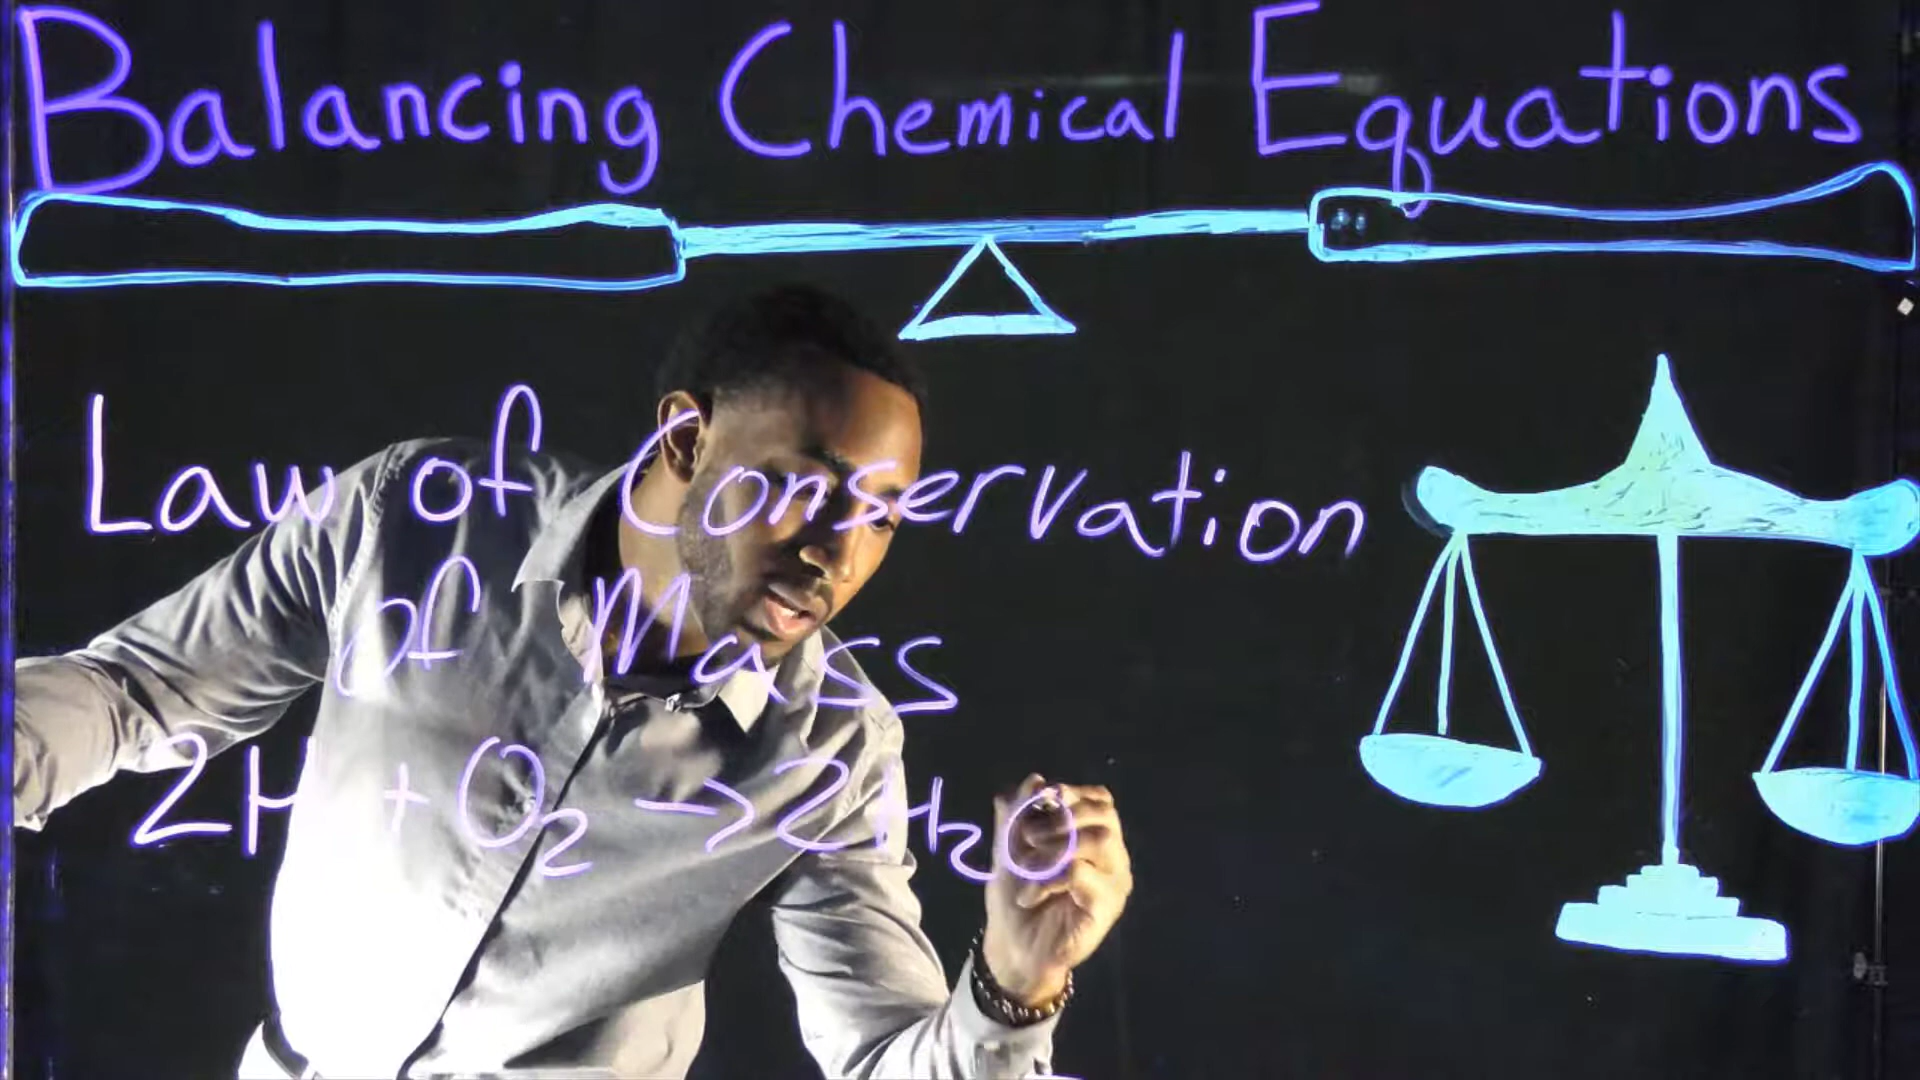 Balancing Chemical Equations
Law of Conservation
of Mass
2H + O₂ → 2H₂O